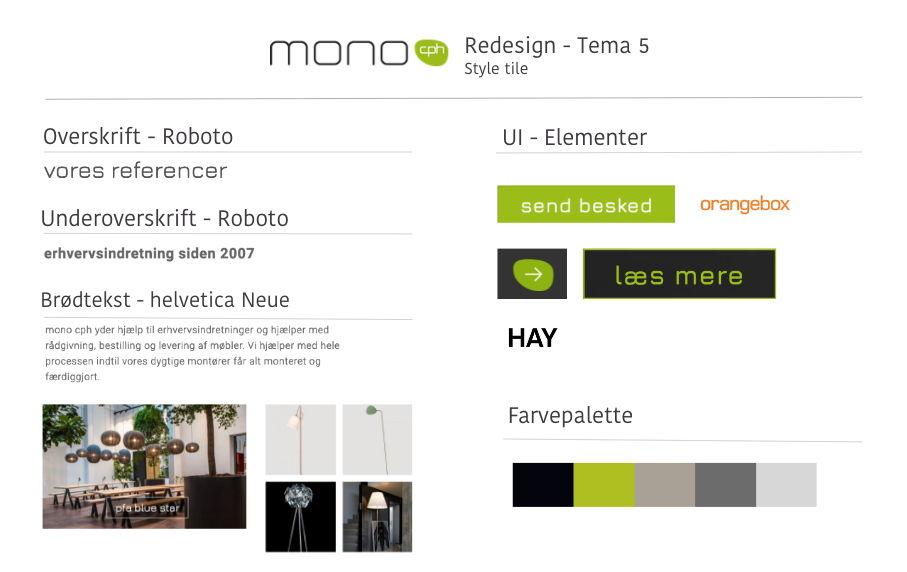 mono cph
Redesign - Tema 5
Style tile
Overskrift - Roboto
vores referencer
Underoverskrift - Roboto
erhvervsindretning siden 2007
Brødtekst - helvetica Neue
mono cph yder hjælp til erhvervsindretninger og hjælper med
rådgivning, bestilling og levering af møbler. Vi hjælper med hele
processen indtil vores dygtige montører får alt monteret og
færdiggjort.
pfa blue star
UI - Elementer
send besked
orangebox
læs mere
HAY
Farvepalette